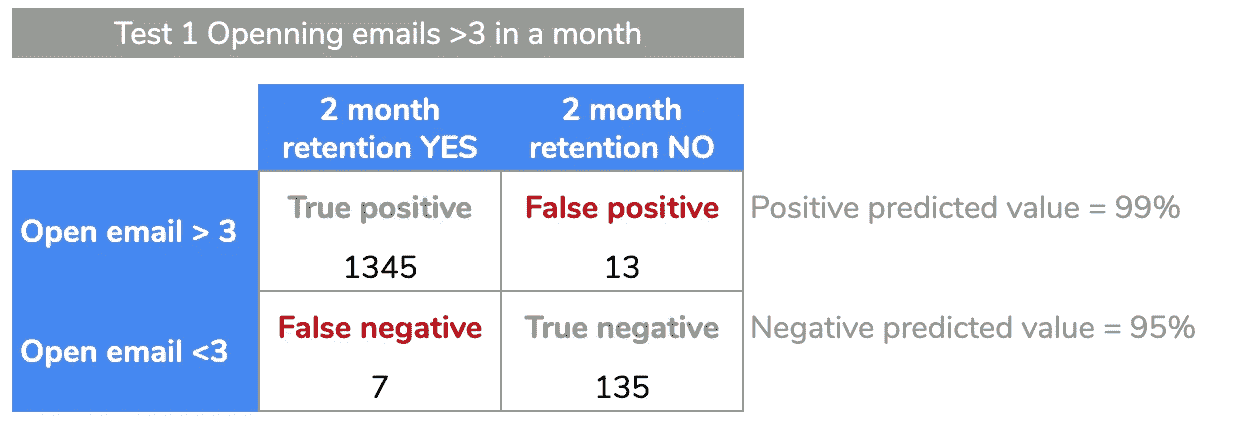 Test 1 Openning emails >3 in a month
2 month
retention YES
2 month
retention NO
Open email > 3
True positive
1345
False positive
13
Positive predicted value = 99%
Open email <3
False negative
7
True negative
135
Negative predicted value = 95%